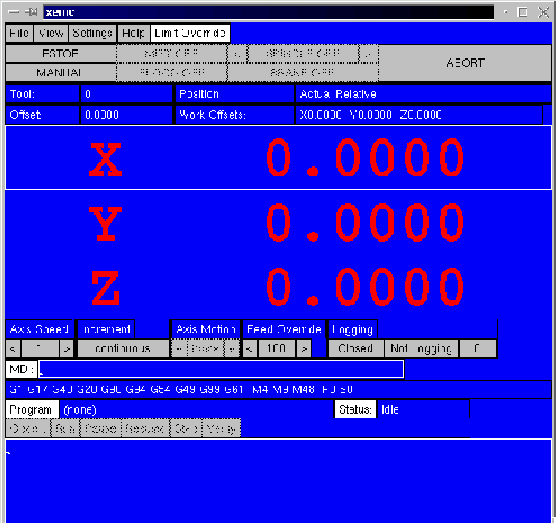 xemc
File View Settings Help Limit Override
ESTOP MIST OFF < SPINDLE OFF > ABORT
MANUAL FLOOD OFF BRAKE OFF
Tool: 0 Position Actual Relative
Offset: 0.0000 Work Offsets: X0.0000 Y0.0000 Z0.0000
X 0.0000
Y 0.0000
Z 0.0000
Axis Speed Increment Axis Motion Feed Override Logging
< > continuous < 100 > Closed Not Logging 0
MDI:
G1 G17 G40 G20 G90 G94 G54 G49 G99 G61 M4 M9 M48 F0 S0
Program: (none) Status: Idle
Open... Run Pause Resume Step Verify